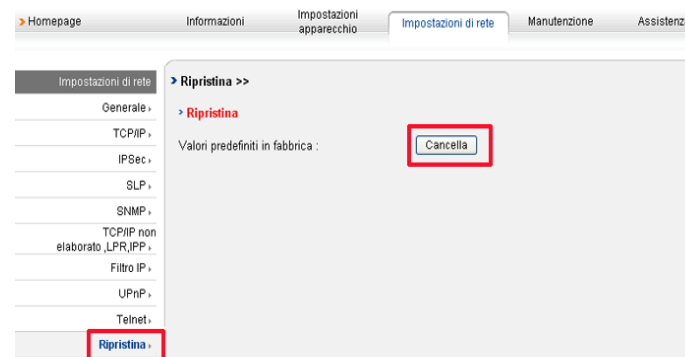 Homepage
Informazioni
Impostazioni
apparecchio
Impostazioni di rete
Manutenzione
Assistenza
Impostazioni di rete
Generale
TCP/IP
IPSec
SLP
SNMP
TCP/IP non
elaborato ,LPR,IPP
Filtro IP
UPnP
Telnet
Ripristina
Ripristina >>
Ripristina
Valori predefiniti in fabbrica :
Cancella